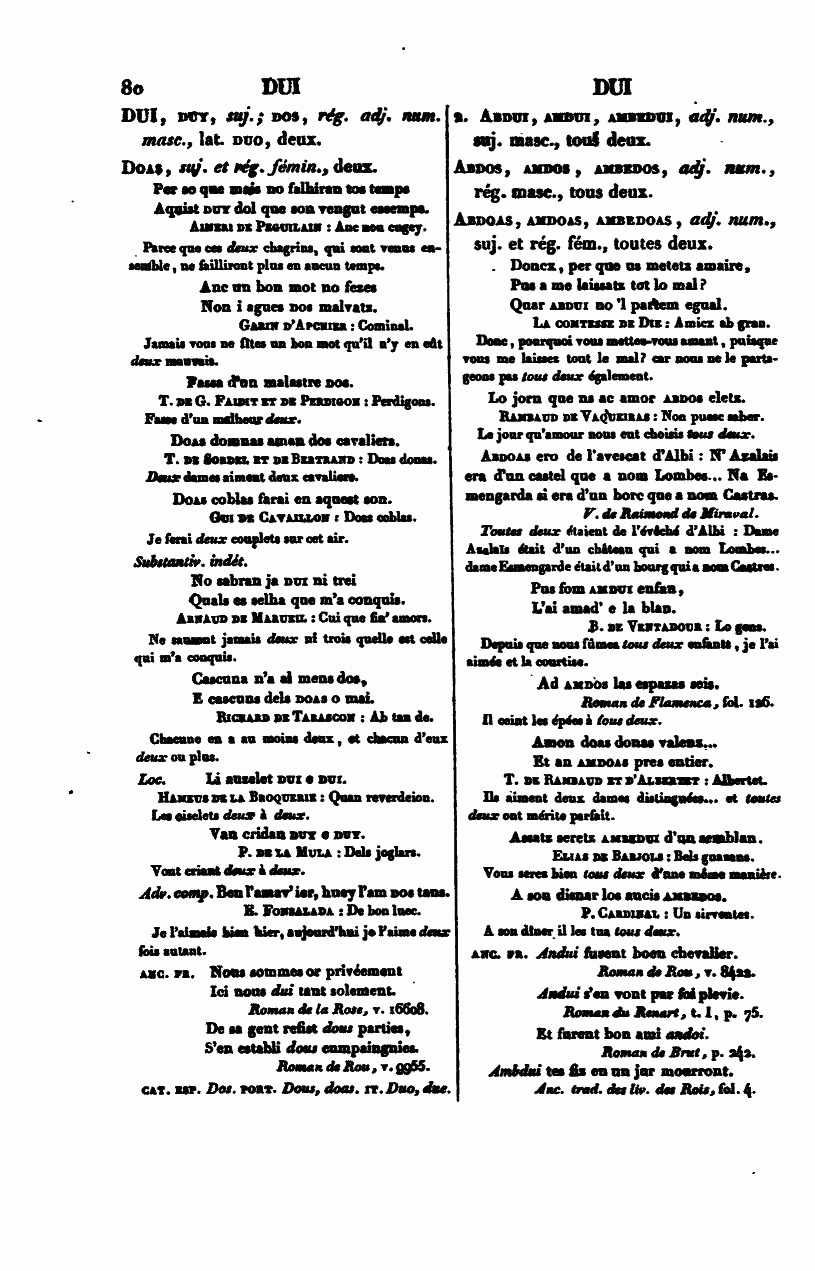 80 DUI DUI
DUI, DUY, suj.; DOS, rég. adj. num.
masc., lat. DUO, deux.
DOAS, suj. et rég. fémin., deux.
Per so que mais no falhiran tos temps
Aquist DUY dol que son vengut essemps.
AIMERI DE PEGUILAIN : Anc non cugey.
Parce que ces deux chagrins, qui sont venus en-
semble, ne failliront plus en aucun temps.
Anc un bon mot no fezes
Non i agues DOS malvatz.
GARIN D'APCHIER : Cominal.
Jamais vous ne fîtes un bon mot qu'il n'y en eût
deux mauvais.
Passa d'un malastre DOS.
T. DE G. FAIDIT ET DE PERDIGON : Perdigons.
Passe d'un malheur deux.
DOAS domnas aman dos cavaliers.
T. DE SORDEL ET DE BERTRAND : Doas donas.
Deux dames aiment deux cavaliers.
DOAS coblas farai en aquest son.
GUI DE CAVAILLON : Doas coblas.
Je ferai deux couplets sur cet air.
Substantiv. indét.
No sabran ja DUI ni trei
Quals es selha que m'a conquis.
ARNAUD DE MARUEIL : Cui que fin' amors.
Ne sauront jamais deux ni trois quelle est celle
qui m'a conquis.
Cascuna n'a al mens dos,
E cascuns dels DOAS o mai.
RICHARD DE TARASCON : Ab tan de.
Chacune en a au moins deux, et chacun d'eux
deux ou plus.
Loc. Li auzelet DUI e DUI.
HAMEUS DE LA BROQUERIE : Quan reverdeion.
Les oiselets deux à deux.
Van cridan DUY e DUY.
P. DE LA MULA : Dels joglars.
Vont criant deux à deux.
Adv. comp. Ben l'amav' ier, huey l'am DOS tans.
E. FONSALADA : De bon luec.
Je l'aimais bien hier, aujourd'hui je l'aime deux
fois autant.
ANC. FR. Nous sommes or privéement
Ici nous dui tant solement.
Roman de la Rose, v. 16608.
De sa gent refist dous parties,
S'en establi dous cumpaingnies.
Roman de Rou, v. 9955.
CAT. ESP. Dos. PORT. Dous, doas. IT. Duo, due.
2. ABDUI, AMDUI, AMBEDUI, adj. num.,
suj. masc., tous deux.
ABDOS, AMDOS, AMBEDOS, adj. num.,
rég. masc., tous deux.
ABDOAS, AMDOAS, AMBEDOAS, adj. num.,
suj. et rég. fém., toutes deux.
Doncx, per que us metetz amaire,
Pus a me laissatz tot lo mal?
Quar ABDUI no 'l partem egual.
LA COMTESSE DE DIE : Amicx ab gran.
Donc, pourquoi vous mettez-vous amant, puisque
vous me laissez tout le mal? car nous ne le parta-
geons pas tous deux également.
Lo jorn que ns ac amor ABDOS eletz.
RAMBAUD DE VAQUEIRAS : Non puesc saber.
Le jour qu'amour nous eut choisis tous deux.
ABDOAS ero de l'avescat d'Albi : N' Azalais
era d'un castel que a nom Lombes... Na Es-
mengarda si era d'un borc que a nom Castras.
V. de Raimond de Miraval.
Toutes deux étaient de l'évêché d'Albi : Dame
Azalaïs était d'un château qui a nom Lombes...
dame Esmengarde était d'un bourg qui a nom Castres.
Pus fom AMDUI enfan,
L'ai amad' e la blan.
B. DE VENTADOUR : Lo gens.
Depuis que nous fûmes tous deux enfants, je l'ai
aimée et la courtise.
Ad AMDOS las espazas seis.
Roman de Flamenca, fol. 126.
Il ceint les épées à tous deux.
Amon doas donas valenz...
Et an AMDOAS pres entier.
T. DE RAMBAUD ET D'ALBERTET : Albertet.
Ils aiment deux dames distinguées... et toutes
deux ont mérite parfait.
Assatz seretz AMBEDUI d'un semblan.
ELIAS DE BARJOLS : Bels guazans.
Vous serez bien tous deux d'une même manière.
A son disnar los aucis AMBEDOS.
P. CARDINAL : Un sirventes.
A son dîner il les tua tous deux.
ANC. FR. Andui fusent boen chevalier.
Roman de Rou, v. 8422.
Andui s'en vont par foi plevie.
Roman du Renart, t. I, p. 75.
Et furent bon ami andoi.
Roman de Brut, p. 242.
Ambdui tes fiz en un jur mourront.
Anc. trad. des liv. des Rois, fol. 4.